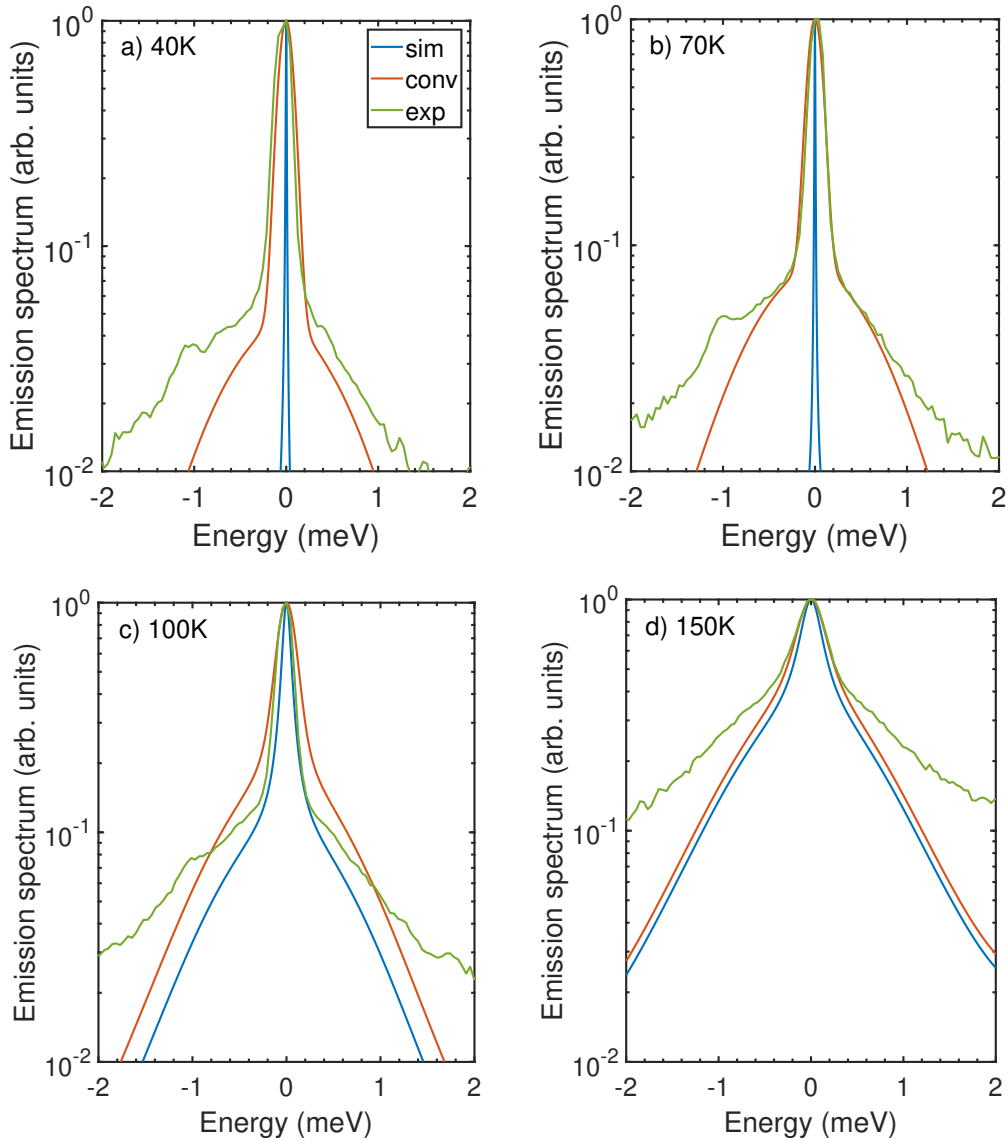 a) 40K
sim
conv
exp
10^0
10^-1
10^-2
-2 -1 0 1 2
Energy (meV)
Emission spectrum (arb. units)
b) 70K
10^0
10^-1
10^-2
-2 -1 0 1 2
Energy (meV)
Emission spectrum (arb. units)
c) 100K
10^0
10^-1
10^-2
-2 -1 0 1 2
Energy (meV)
Emission spectrum (arb. units)
d) 150K
10^0
10^-1
10^-2
-2 -1 0 1 2
Energy (meV)
Emission spectrum (arb. units)